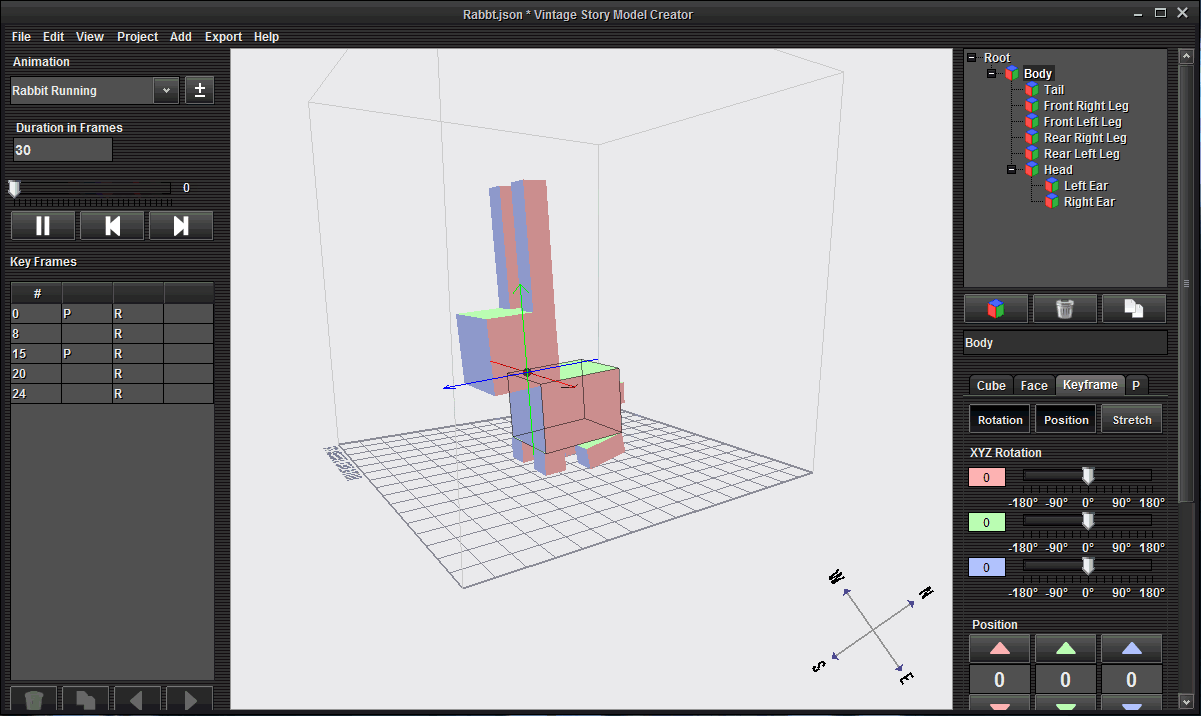 Rabbt.json * Vintage Story Model Creator
File Edit View Project Add Export Help
Animation
Rabbit Running
±
Duration in Frames
30
0
Key Frames
#
0 P R
8 R
15 P R
20 R
24 R
W
N
S
E
Root
Body
Tail
Front Right Leg
Front Left Leg
Rear Right Leg
Rear Left Leg
Head
Left Ear
Right Ear
Body
Cube Face Keyframe P
Rotation Position Stretch
XYZ Rotation
0
-180° -90° 0° 90° 180°
0
-180° -90° 0° 90° 180°
0
-180° -90° 0° 90° 180°
Position
0 0 0